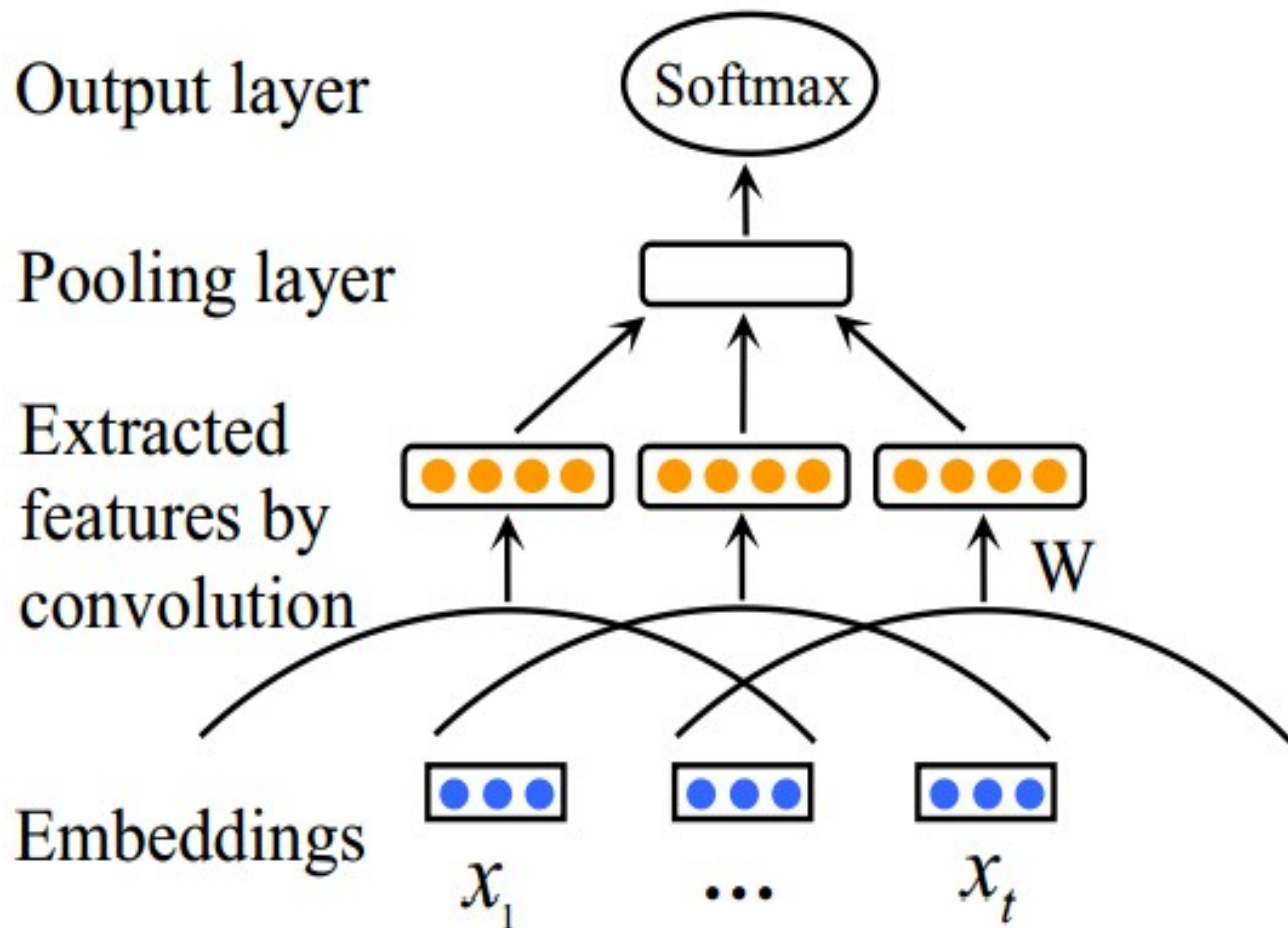 Output layer
Softmax
Pooling layer
Extracted
features by
convolution
W
Embeddings
x₁
...
xₜ